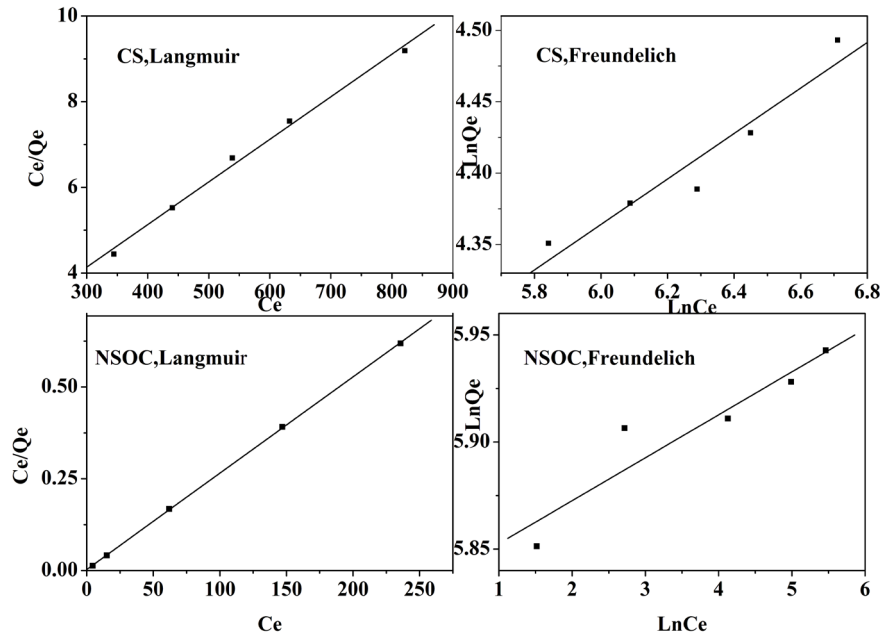 CS,Langmuir
Ce/Qe
10
8
6
4
300 400 500 600 700 800 900
Ce
CS,Freundelich
LnQe
4.50
4.45
4.40
4.35
5.8 6.0 6.2 6.4 6.6 6.8
LnCe
NSOC,Langmuir
Ce/Qe
0.50
0.25
0.00
0 50 100 150 200 250
Ce
NSOC,Freundelich
LnQe
5.95
5.90
5.85
1 2 3 4 5 6
LnCe